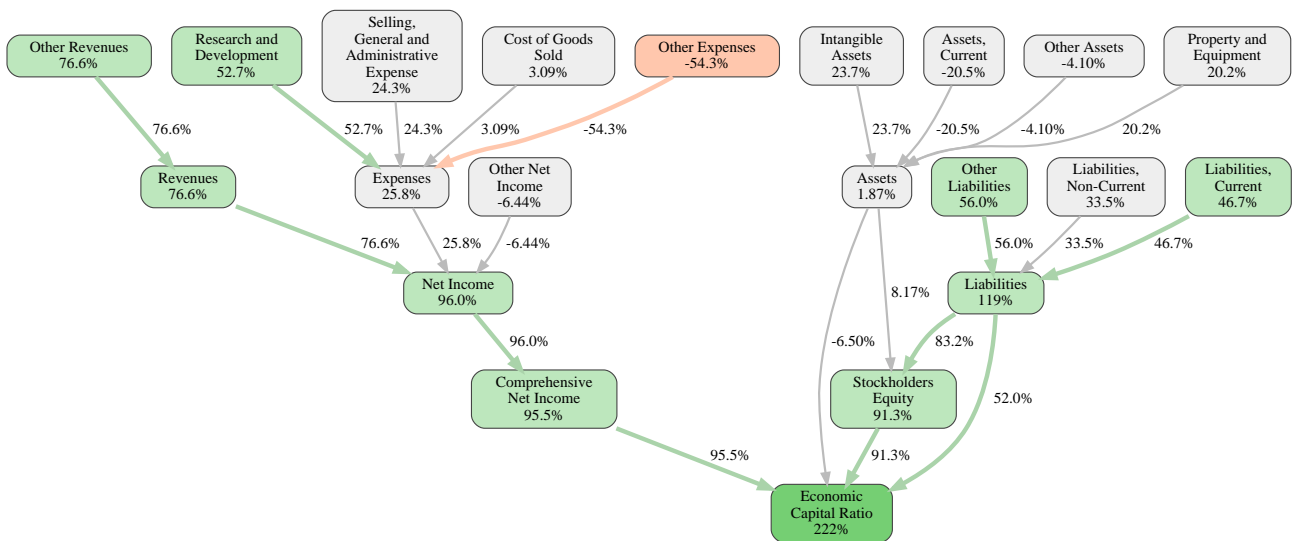 Other Revenues
76.6%
Research and
Development
52.7%
Selling,
General and
Administrative
Expense
24.3%
Cost of Goods
Sold
3.09%
Other Expenses
-54.3%
Intangible
Assets
23.7%
Assets,
Current
-20.5%
Other Assets
-4.10%
Property and
Equipment
20.2%
76.6%
52.7%
24.3%
3.09%
-54.3%
23.7%
-20.5%
-4.10%
20.2%
Revenues
76.6%
Expenses
25.8%
Other Net
Income
-6.44%
Assets
1.87%
Other
Liabilities
56.0%
Liabilities,
Non-Current
33.5%
Liabilities,
Current
46.7%
76.6%
25.8%
-6.44%
56.0%
33.5%
46.7%
Net Income
96.0%
8.17%
Liabilities
119%
96.0%
-6.50%
83.2%
Comprehensive
Net Income
95.5%
Stockholders
Equity
91.3%
52.0%
95.5%
91.3%
Economic
Capital Ratio
222%